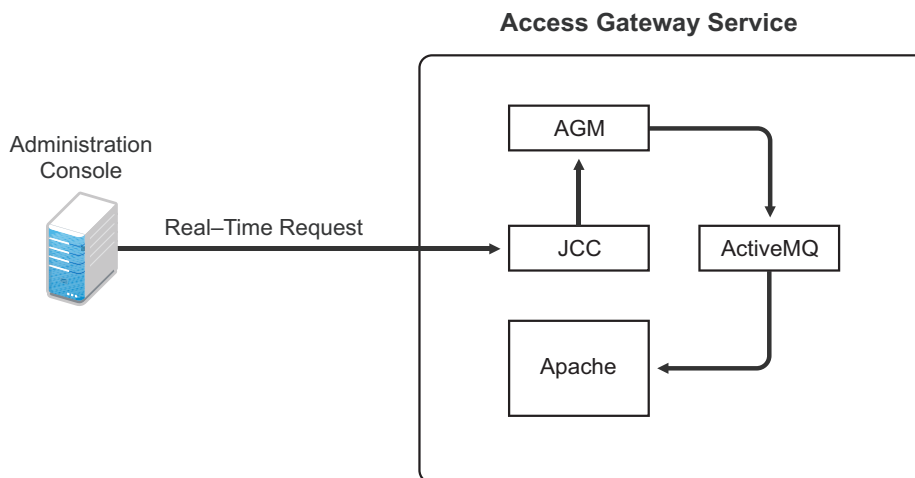 Access Gateway Service
Administration
Console
Real–Time Request
AGM
JCC
ActiveMQ
Apache